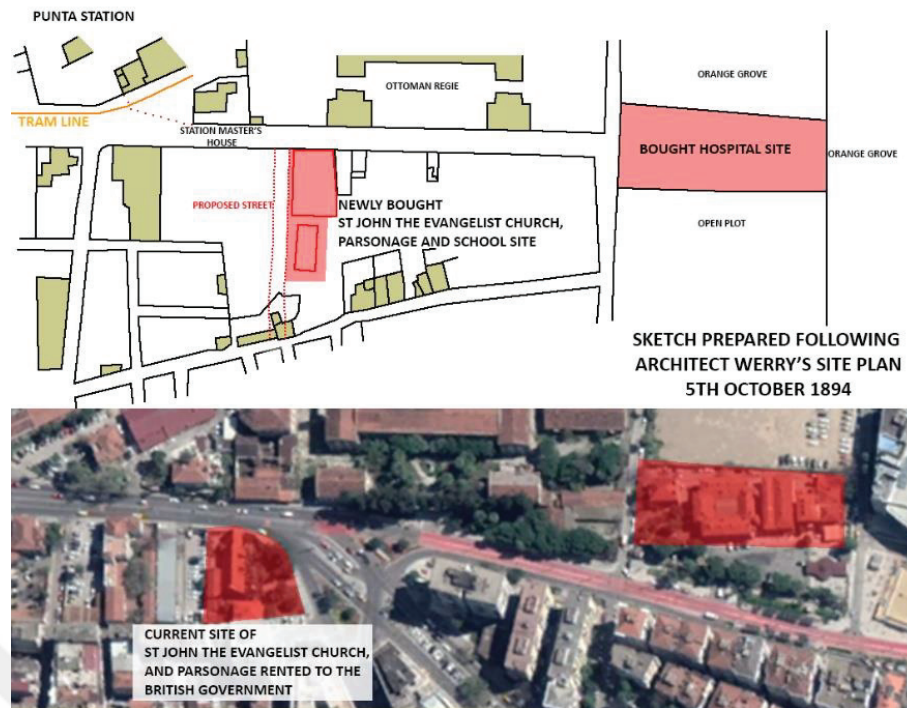 PUNTA STATION
TRAM LINE
STATION MASTER'S
HOUSE
OTTOMAN REGIE
ORANGE GROVE
BOUGHT HOSPITAL SITE
ORANGE GROVE
PROPOSED STREET
NEWLY BOUGHT
ST JOHN THE EVANGELIST CHURCH,
PARSONAGE AND SCHOOL SITE
OPEN PLOT
SKETCH PREPARED FOLLOWING
ARCHITECT WERRY'S SITE PLAN
5TH OCTOBER 1894
CURRENT SITE OF
ST JOHN THE EVANGELIST CHURCH,
AND PARSONAGE RENTED TO THE
BRITISH GOVERNMENT